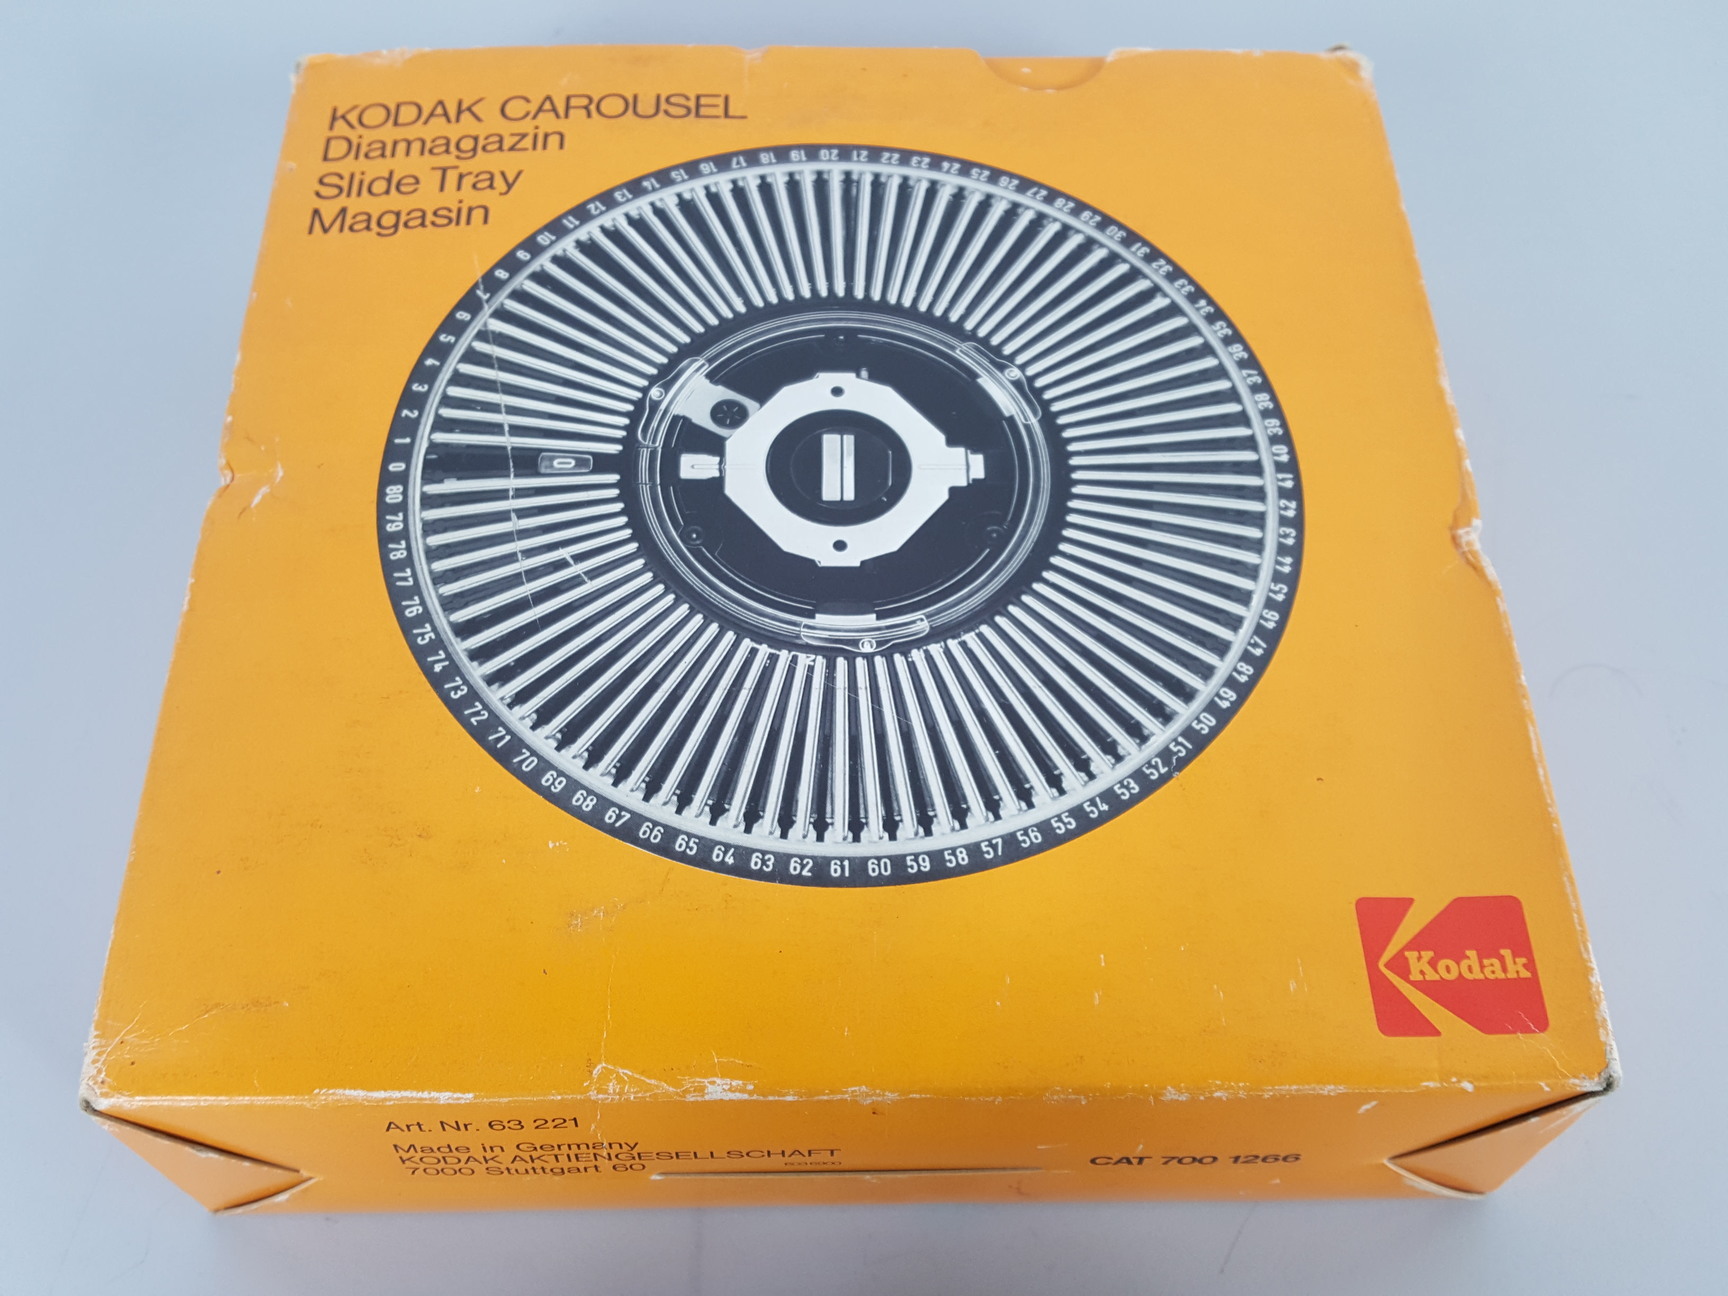 KODAK CAROUSEL
Diamagazin
Slide Tray
Magasin
0 1 2 3 4 5 6 7 8 9 10 11 12 13 14 15 16 17 18 19 20 21 22 23 24 25 26 27 28 29 30 31 32 33 34 35 36 37 38 39 40 41 42 43 44 45 46 47 48 49 50 51 52 53 54 55 56 57 58 59 60 61 62 63 64 65 66 67 68 69 70 71 72 73 74 75 76 77 78 79 80
0
Kodak
Art. Nr. 63 221
Made in Germany
KODAK AKTIENGESELLSCHAFT
7000 Stuttgart 60
CAT 700 1266